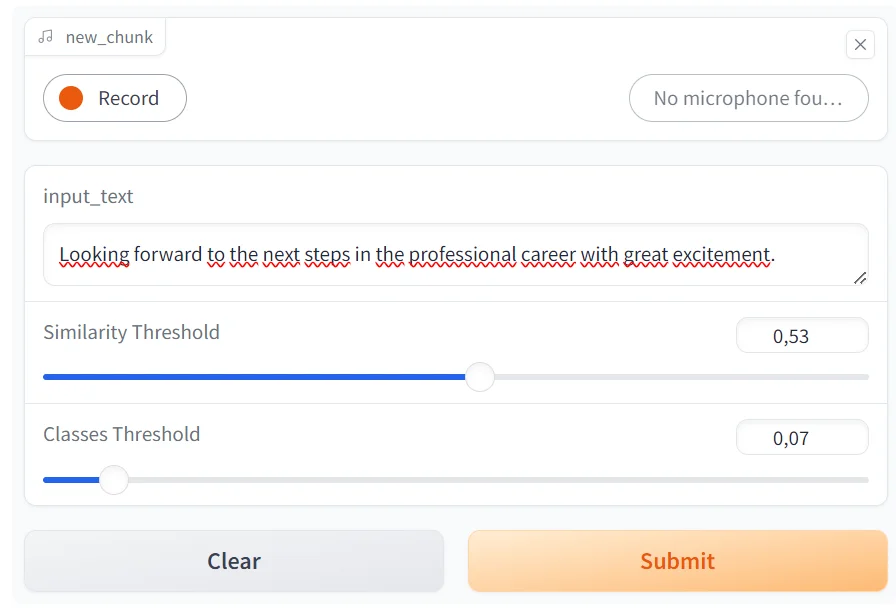 new_chunk
Record
No microphone fou…
input_text
Looking forward to the next steps in the professional career with great excitement.
Similarity Threshold
0,53
Classes Threshold
0,07
Clear
Submit